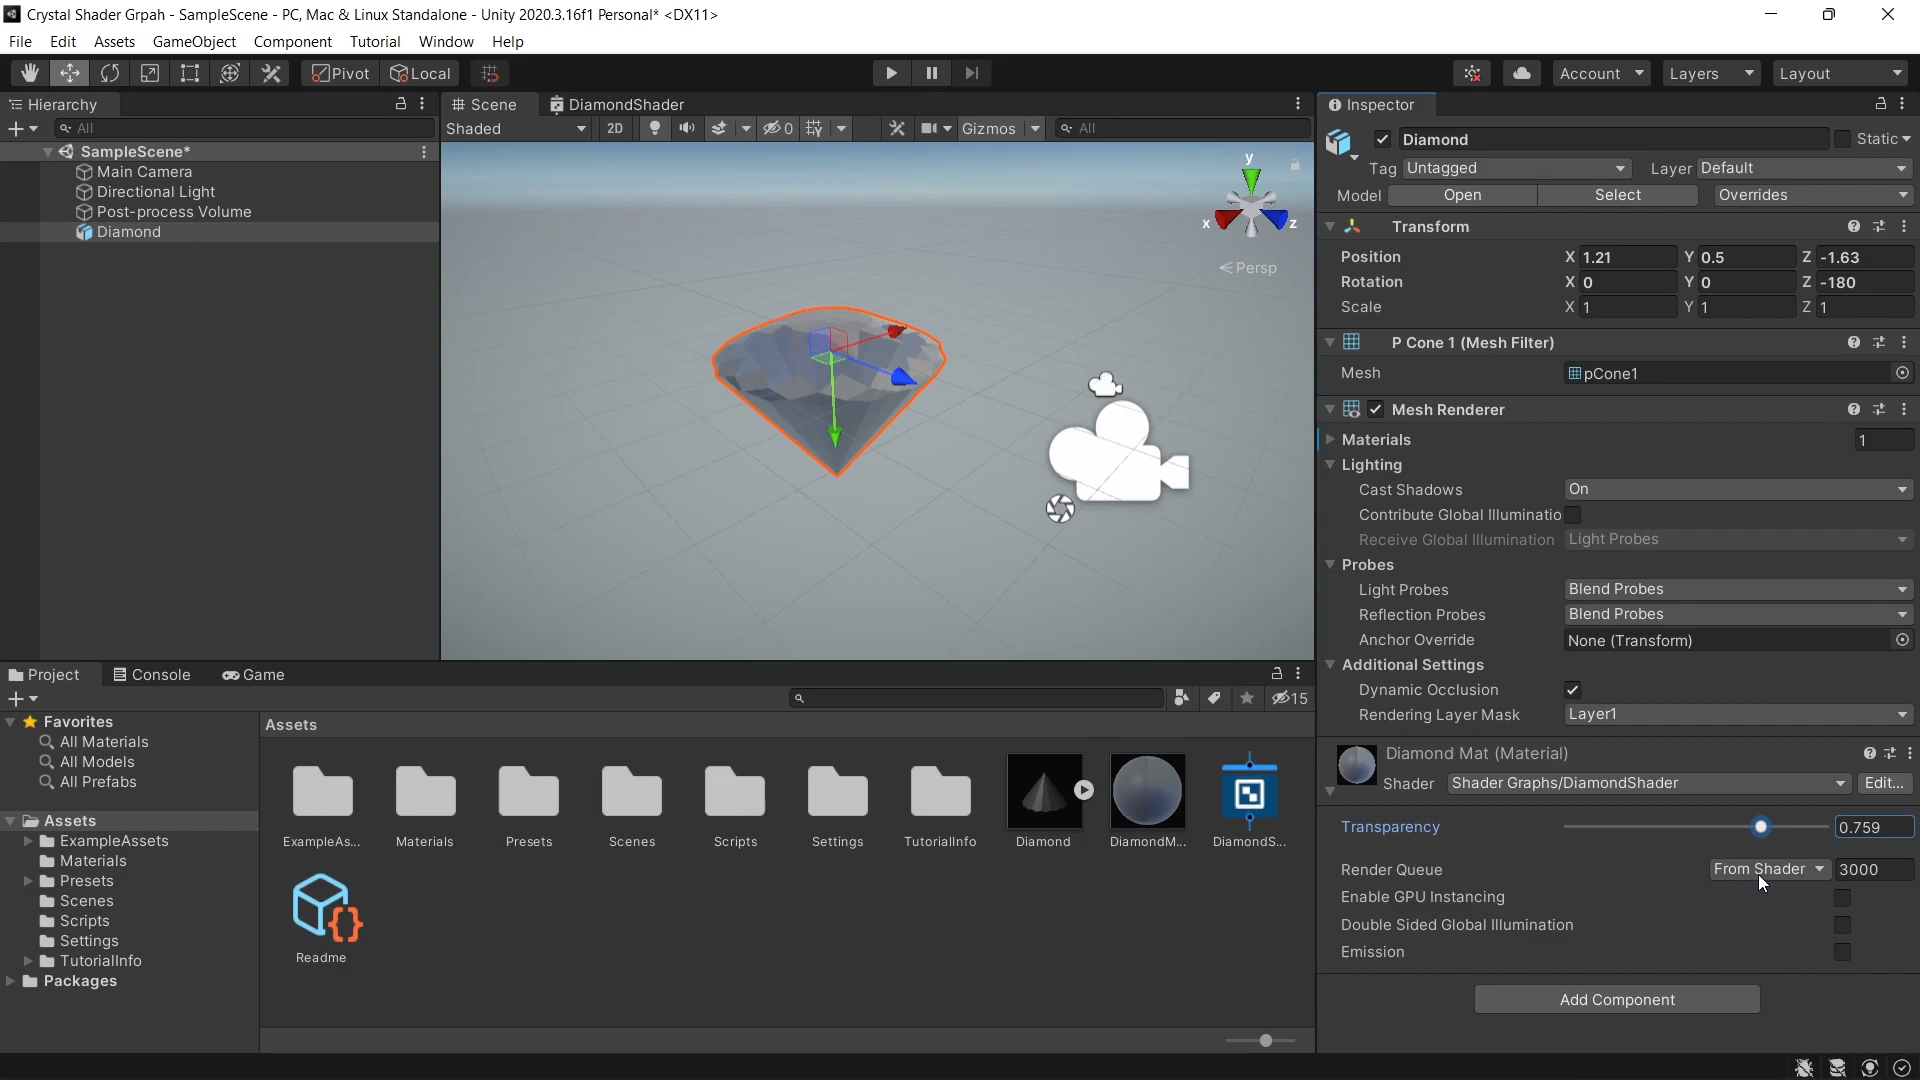 Crystal Shader Grpah - SampleScene - PC, Mac & Linux Standalone - Unity 2020.3.16f1 Personal* <DX11>
File Edit Assets GameObject Component Tutorial Window Help
Pivot Local Account Layers Layout
Hierarchy
All
SampleScene*
Main Camera
Directional Light
Post-process Volume
Diamond
Scene DiamondShader
Shaded 2D 0 Gizmos All
y
x z
Persp
Inspector
Diamond Static
Tag Untagged Layer Default
Model Open Select Overrides
Transform
Position X 1.21 Y 0.5 Z -1.63
Rotation X 0 Y 0 Z -180
Scale X 1 Y 1 Z 1
P Cone 1 (Mesh Filter)
Mesh pCone1
Mesh Renderer
Materials 1
Lighting
Cast Shadows On
Contribute Global Illuminatio
Receive Global Illumination Light Probes
Probes
Light Probes Blend Probes
Reflection Probes Blend Probes
Anchor Override None (Transform)
Additional Settings
Dynamic Occlusion
Rendering Layer Mask Layer1
Diamond Mat (Material)
Shader Shader Graphs/DiamondShader Edit...
Transparency 0.759
Render Queue From Shader 3000
Enable GPU Instancing
Double Sided Global Illumination
Emission
Add Component
Project Console Game
15
Favorites
All Materials
All Models
All Prefabs
Assets
ExampleAssets
Materials
Presets
Scenes
Scripts
Settings
TutorialInfo
Packages
Assets
ExampleAs... Materials Presets Scenes Scripts Settings TutorialInfo Diamond DiamondM... DiamondS...
Readme